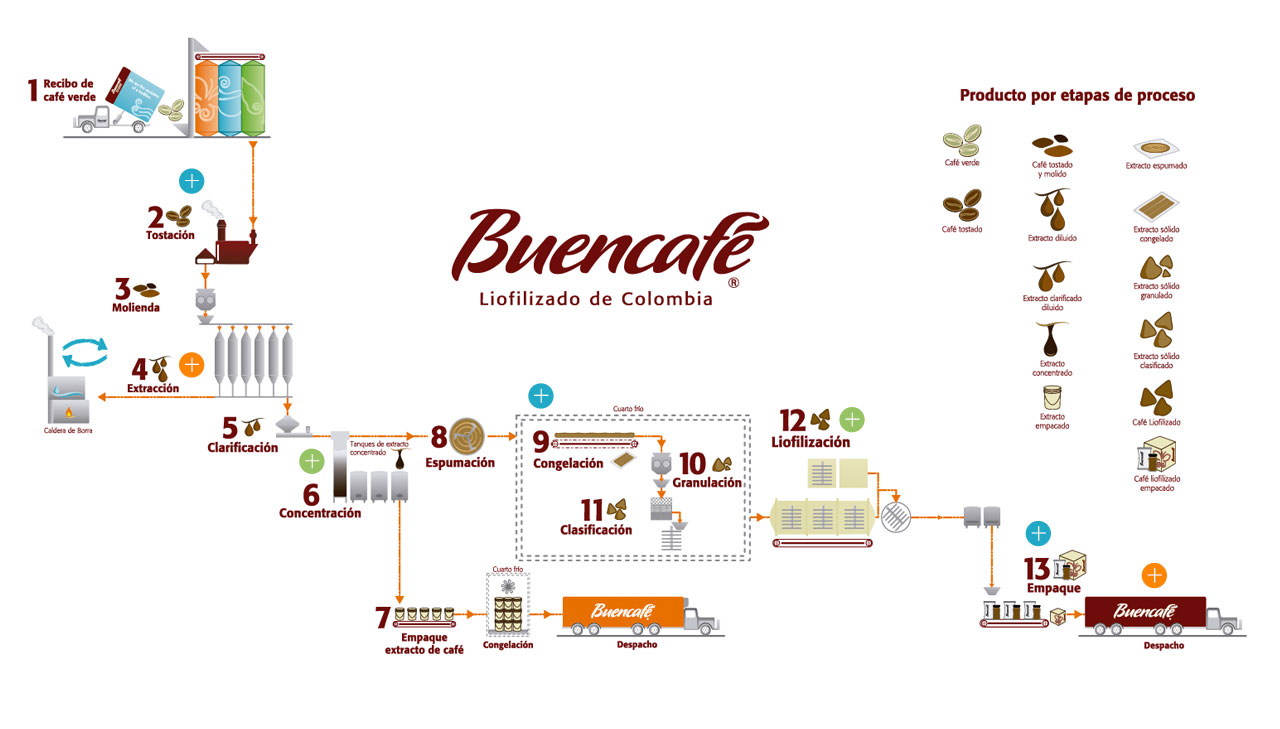 1 Recibo de
café verde
2
Tostación
3
Molienda
4
Extracción
Caldera de Borra
5
Clarificación
6
Concentración
Tanques de extracto
concentrado
7
Empaque
extracto de café
Cuarto frío
Congelación
Buencafé
Despacho
8
Espumación
Cuarto frío
9
Congelación
10
Granulación
11
Clasificación
12
Liofilización
13
Empaque
Buencafé
Despacho
Buencafé®
Liofilizado de Colombia
Producto por etapas de proceso
Café verde
Café tostado
Café tostado
y molido
Extracto diluido
Extracto clarificado
diluido
Extracto
concentrado
Extracto
empacado
Extracto espumado
Extracto sólido
congelado
Extracto sólido
granulado
Extracto sólido
clasificado
Café Liofilizado
Café liofilizado
empacado